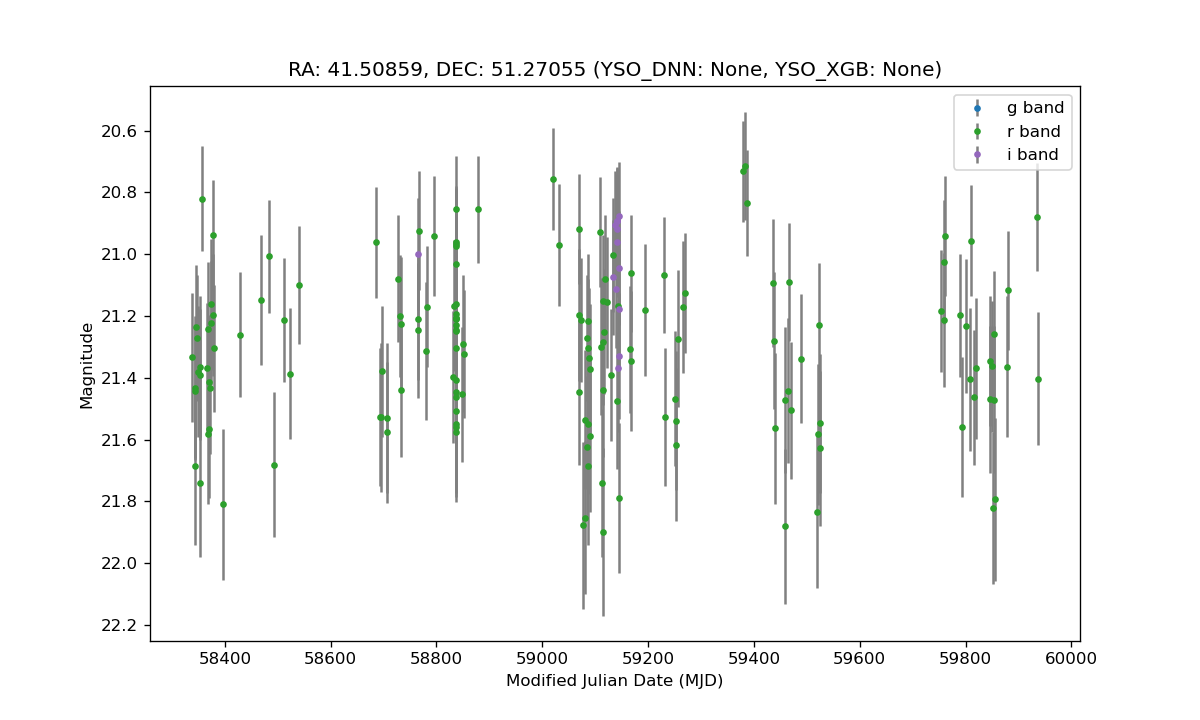 RA: 41.50859, DEC: 51.27055 (YSO_DNN: None, YSO_XGB: None)
g band
r band
i band
20.6
20.8
21.0
21.2
21.4
21.6
21.8
22.0
22.2
Magnitude
58400 58600 58800 59000 59200 59400 59600 59800 60000
Modified Julian Date (MJD)